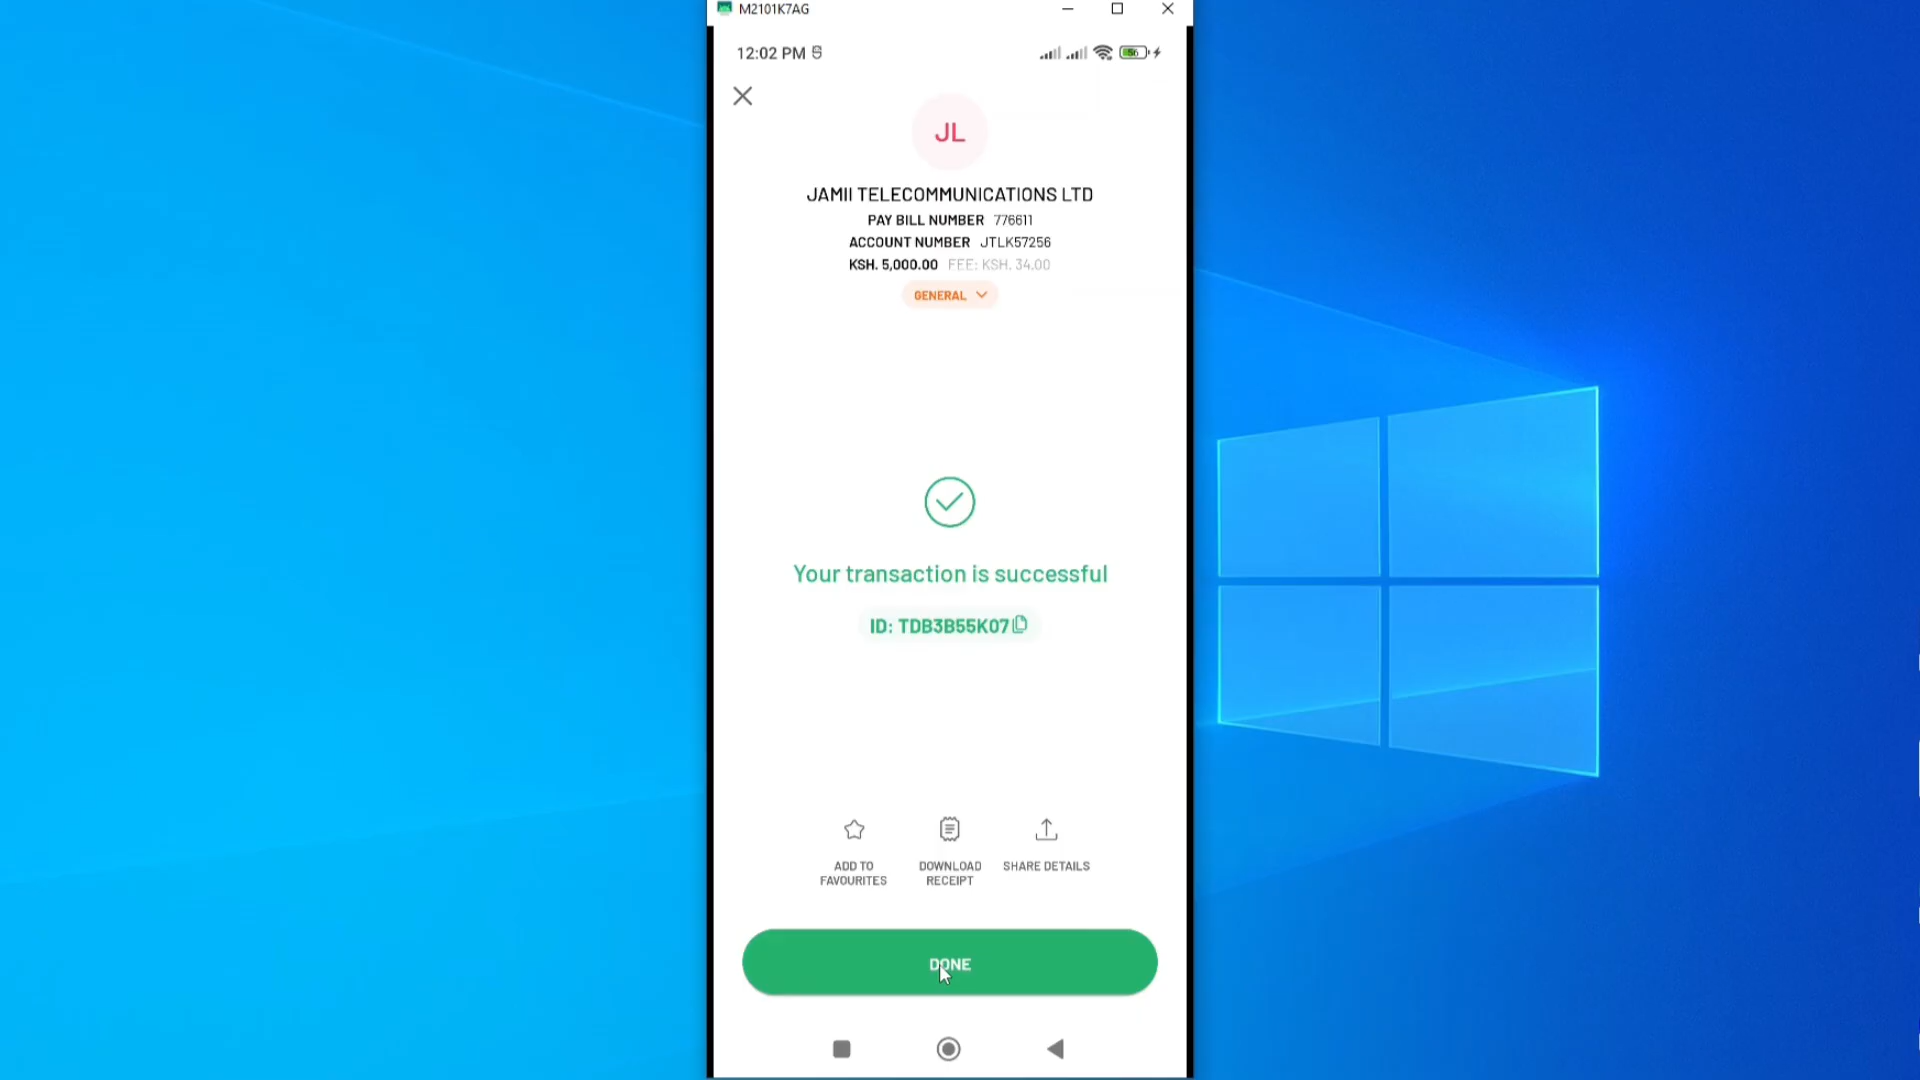 M2101K7AG
12:02 PM
56
JL
JAMII TELECOMMUNICATIONS LTD
PAY BILL NUMBER 776611
ACCOUNT NUMBER JTLK57256
KSH. 5,000.00 FEE: KSH. 34.00
GENERAL
Your transaction is successful
ID: TDB3B55K07
ADD TO FAVOURITES
DOWNLOAD RECEIPT
SHARE DETAILS
DONE